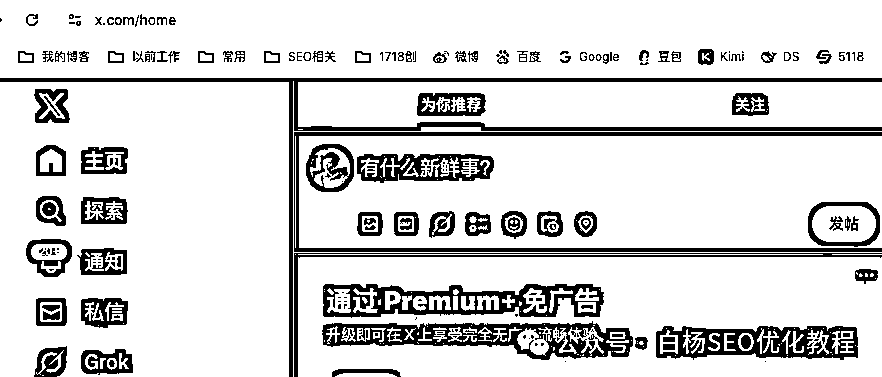 x.com/home
我的博客 以前工作 常用 SEO相关 1718创 微博 百度 Google 豆包 Kimi DS 5118
为你推荐 关注
主页
有什么新鲜事?
探索
发帖
通知
通过 Premium+ 免广告
私信
升级即可在 X 上享受完全无广告流畅体验
公众号 白杨SEO优化教程
Grok